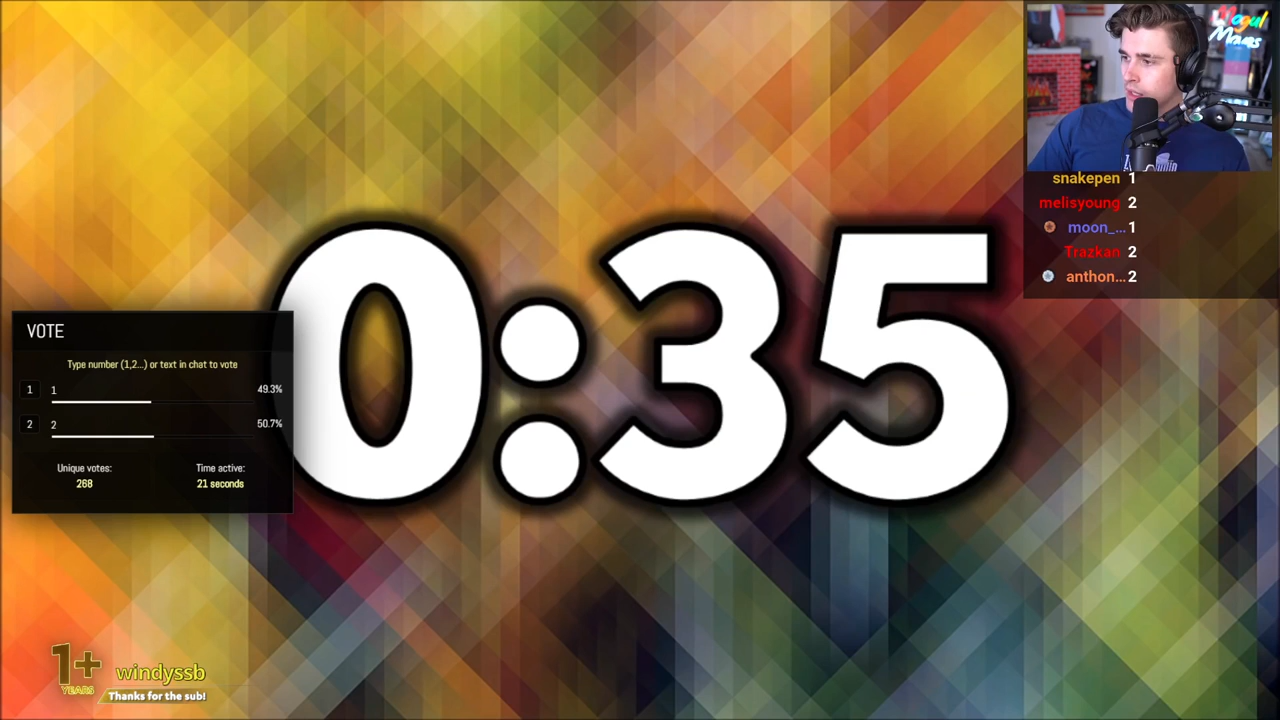 Mogul
Moves
snakepen 1
melisyoung 2
moon_... 1
Trazkan 2
anthon... 2
0:35
VOTE
Type number (1,2...) or text in chat to vote
1 1 49.3%
2 2 50.7%
Unique votes: Time active:
268 21 seconds
1+
YEARS
windyssb
Thanks for the sub!